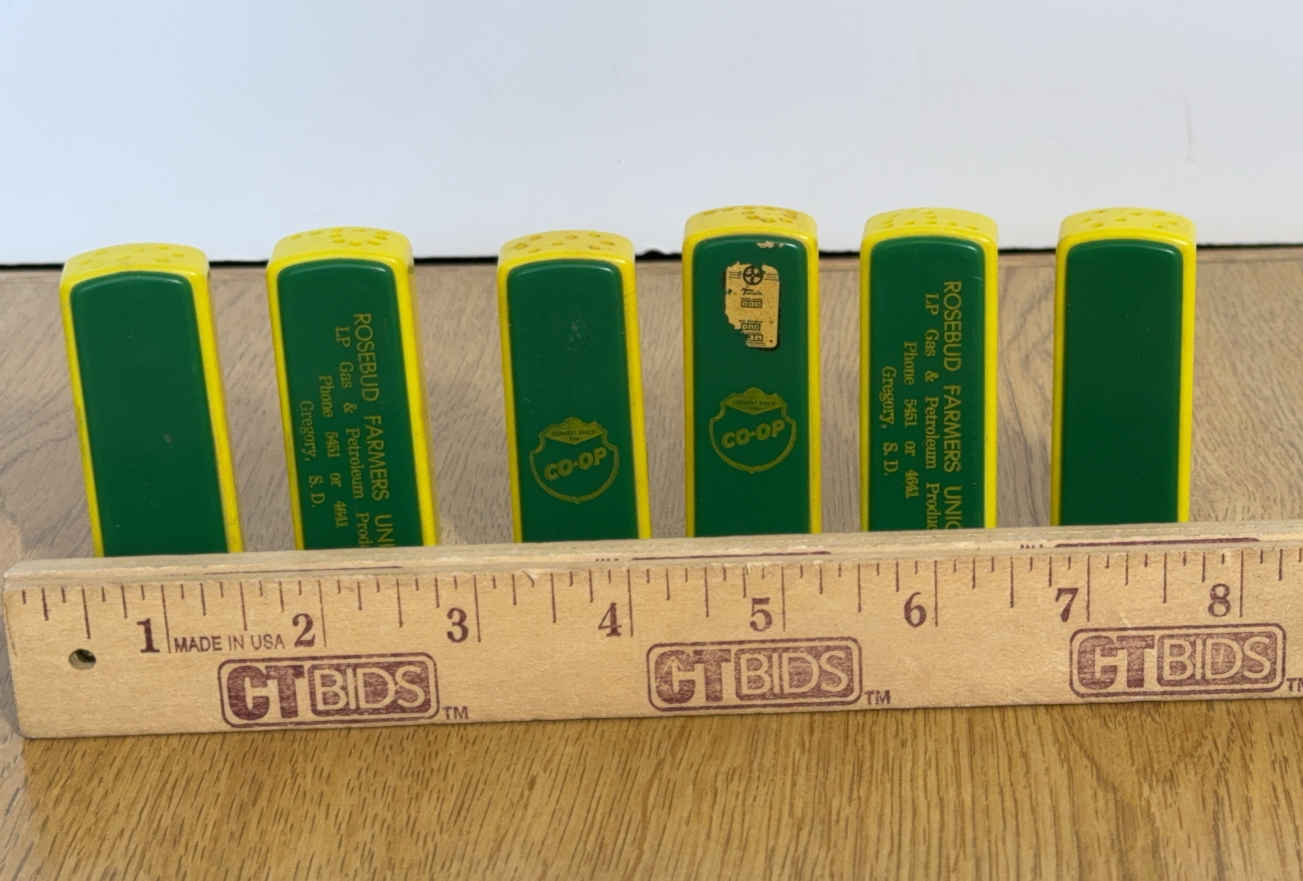 ROSEBUD FARMERS UNI
LP Gas & Petroleum Prod
Phone 5451 or 4641
Gregory, S. D.
CO-OP
CO-OP
ROSEBUD FARMERS UNIO
LP Gas & Petroleum Produ
Phone 5451 or 4641
Gregory, S. D.
1 2 3 4 5 6 7 8
MADE IN USA
CTBIDS TM
CTBIDS TM
CTBIDS TM